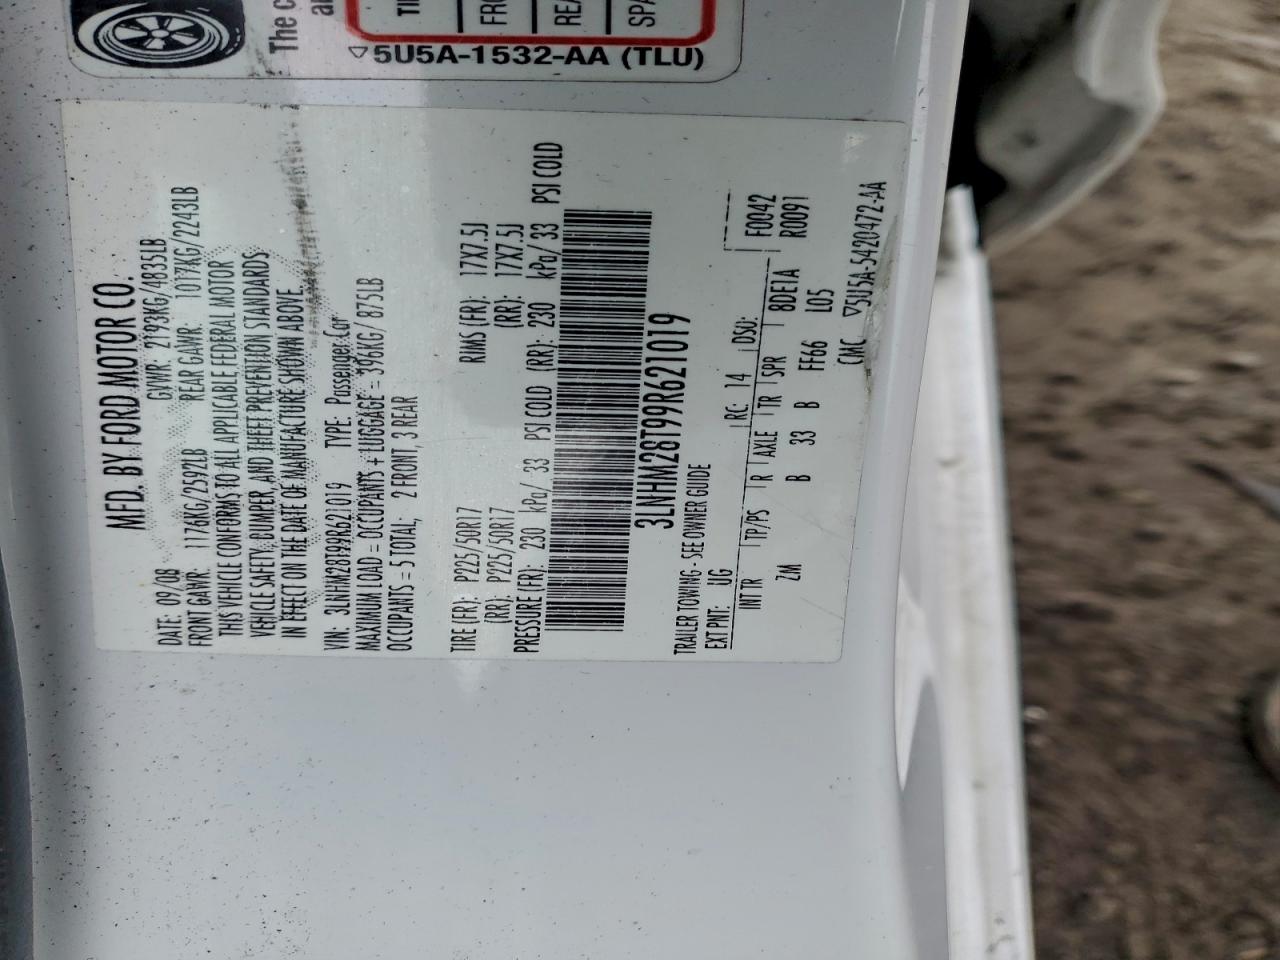 The c
a
TI
FR
REA
SPA
▽5U5A-1532-AA (TLU)
MFD. BY FORD MOTOR CO.
DATE: 09/08 GVWR: 2193KG/4835LB
FRONT GAWR: 1176KG/2592LB REAR GAWR: 1017KG/2243LB
THIS VEHICLE CONFORMS TO ALL APPLICABLE FEDERAL MOTOR
VEHICLE SAFETY, BUMPER, AND THEFT PREVENTION STANDARDS
IN EFFECT ON THE DATE OF MANUFACTURE SHOWN ABOVE.
VIN: 3LNHM28T99R621019 TYPE: Passenger Car
MAXIMUM LOAD = OCCUPANTS + LUGGAGE = 396KG/ 875LB
OCCUPANTS = 5 TOTAL; 2 FRONT, 3 REAR
TIRE (FR): P225/50R17 RIMS (FR): 17X7.5J
(RR): P225/50R17 (RR): 17X7.5J
PRESSURE (FR): 230 kPa/ 33 PSI COLD (RR): 230 kPa/ 33 PSI COLD
3LNHM28T99R621019
TRAILER TOWING - SEE OWNER GUIDE
EXT PNT: UG RC: 14 DSO: F0042
INT TR TP/PS R AXLE TR SPR R0091
ZM B 33 B FF66 8DE1A
L05
CMC ▽5U5A-5420472-AA